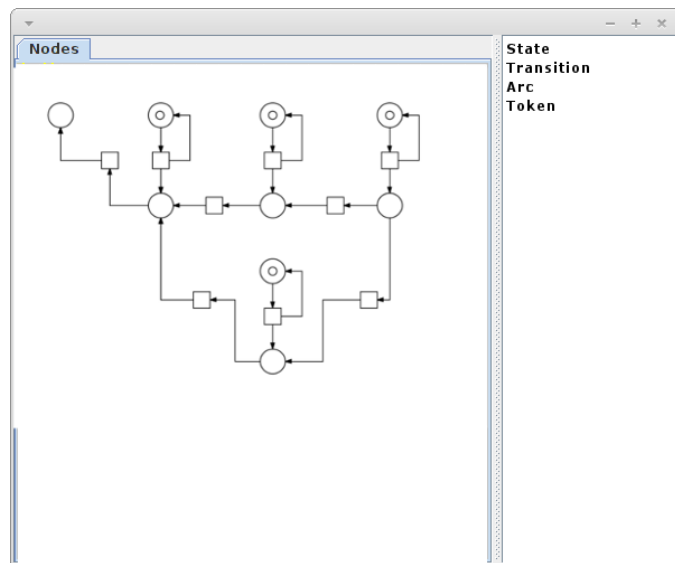 Nodes
State
Transition
Arc
Token